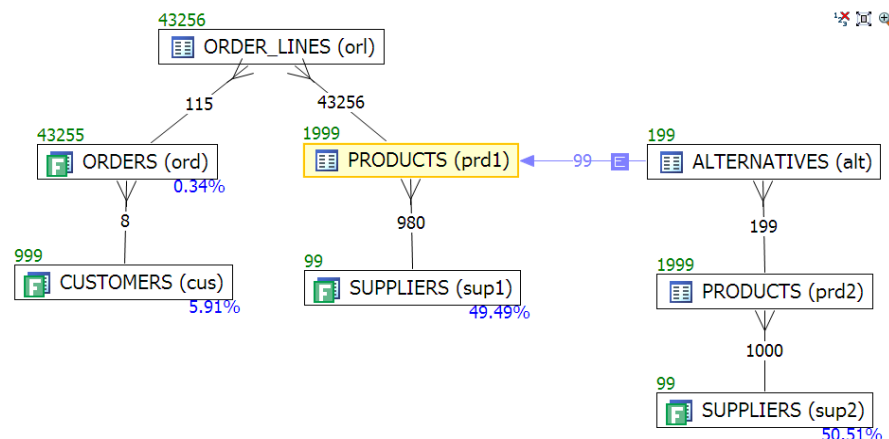 43256
ORDER_LINES (orl)
115
43256
43255
ORDERS (ord)
0.34%
1999
PRODUCTS (prd1)
99
E
199
ALTERNATIVES (alt)
8
980
199
999
F
CUSTOMERS (cus)
5.91%
99
F
SUPPLIERS (sup1)
49.49%
1999
PRODUCTS (prd2)
1000
99
F
SUPPLIERS (sup2)
50.51%